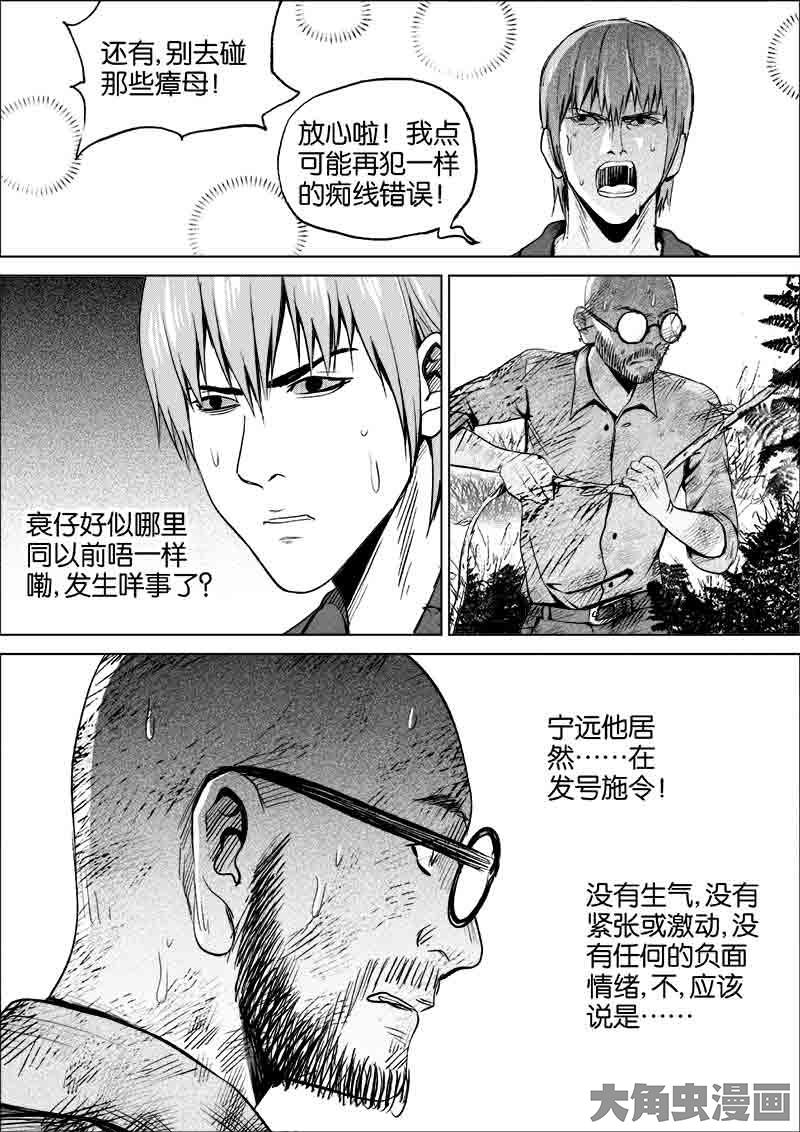 还有,别去碰
那些瘴母!
放心啦!我点
可能再犯一样
的痴线错误!
衰仔好似哪里
同以前唔一样
嘞,发生咩事了?
宁远他居
然……在
发号施令!
没有生气,没有
紧张或激动,没
有任何的负面
情绪,不,应该
说是……
大角虫漫画